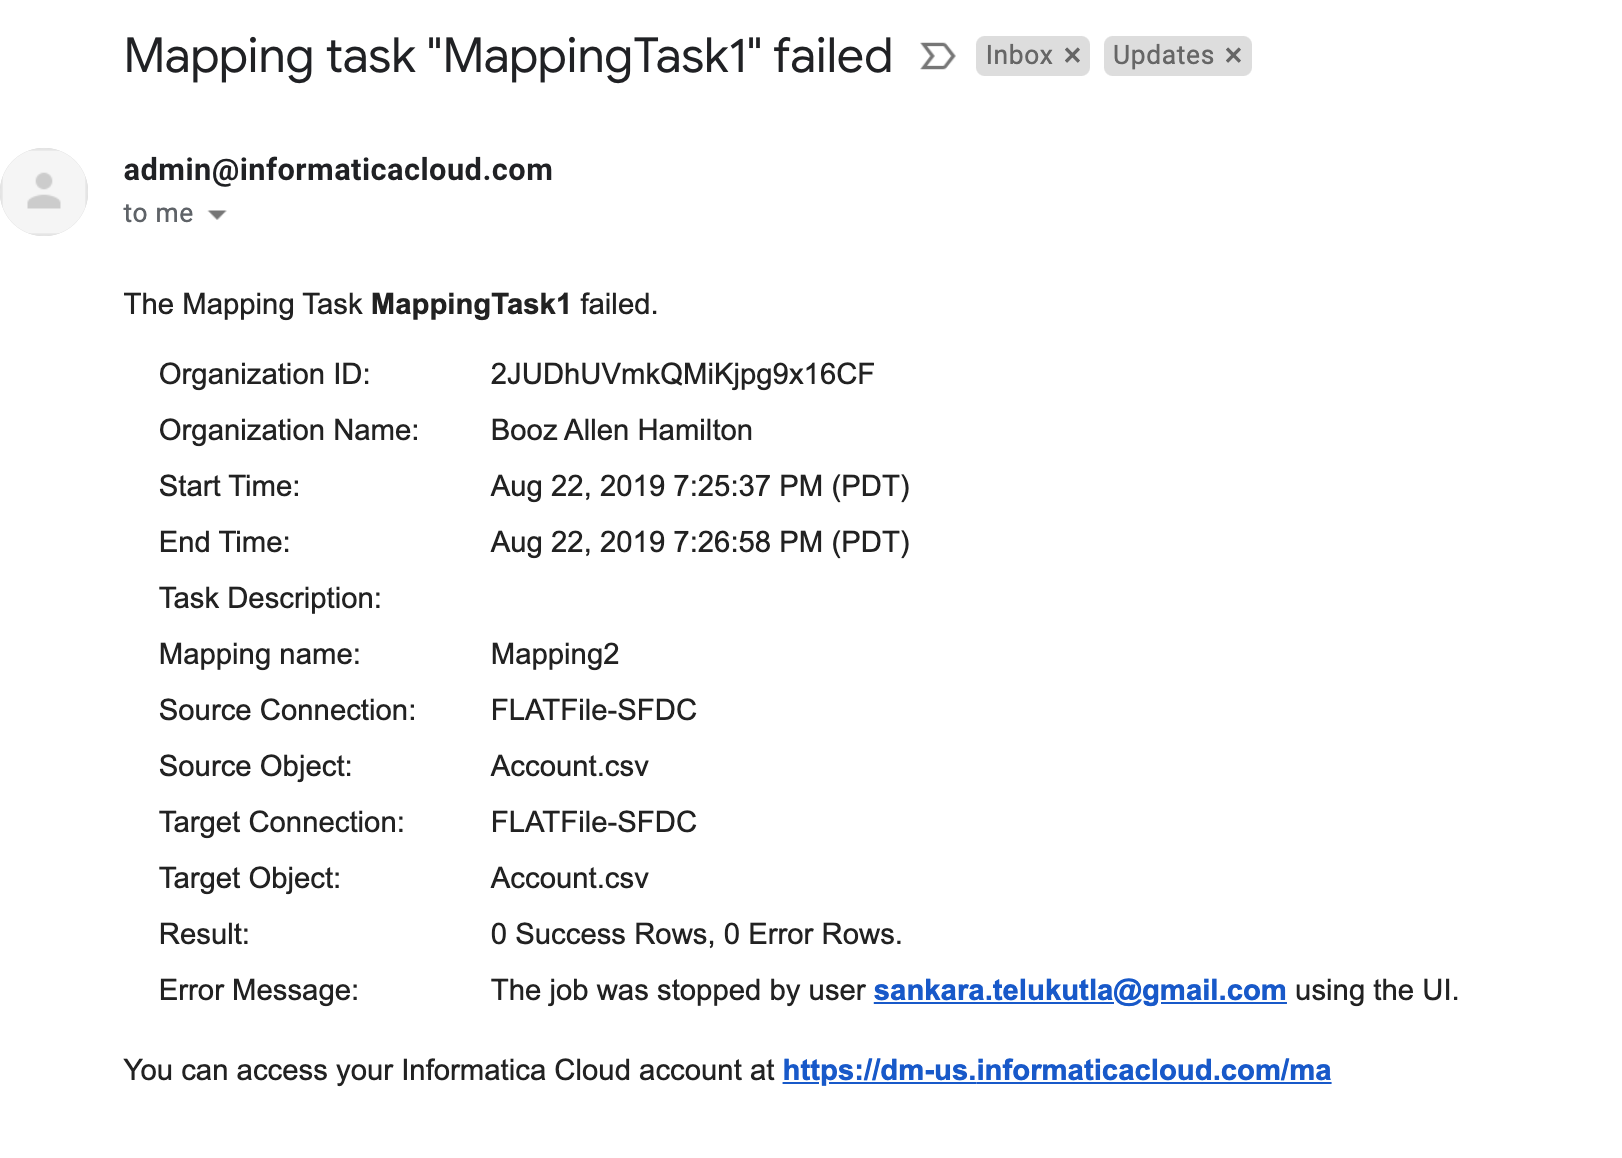 Mapping task "MappingTask1" failed Inbox × Updates ×
admin@informaticacloud.com
to me
The Mapping Task MappingTask1 failed.
Organization ID: 2JUDhUVmkQMiKjpg9x16CF
Organization Name: Booz Allen Hamilton
Start Time: Aug 22, 2019 7:25:37 PM (PDT)
End Time: Aug 22, 2019 7:26:58 PM (PDT)
Task Description:
Mapping name: Mapping2
Source Connection: FLATFile-SFDC
Source Object: Account.csv
Target Connection: FLATFile-SFDC
Target Object: Account.csv
Result: 0 Success Rows, 0 Error Rows.
Error Message: The job was stopped by user sankara.telukutla@gmail.com using the UI.
You can access your Informatica Cloud account at https://dm-us.informaticacloud.com/ma